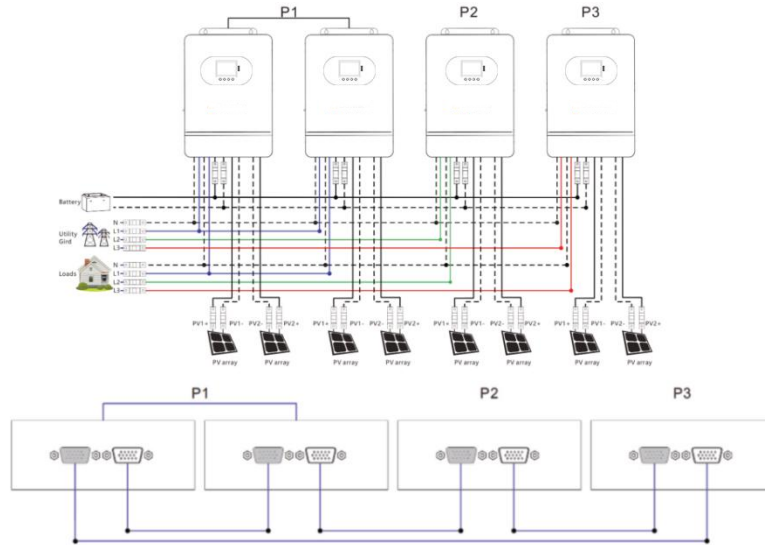 P1 P2 P3
Battery
N
Utility L1
Gird L2
L3
N
Loads L1
L2
L3
PV1+ PV1- PV2- PV2+ PV1+ PV1- PV2- PV2+ PV1+ PV1- PV2- PV2+ PV1+ PV1- PV2- PV2+
PV array PV array PV array PV array PV array PV array PV array PV array
P1 P2 P3